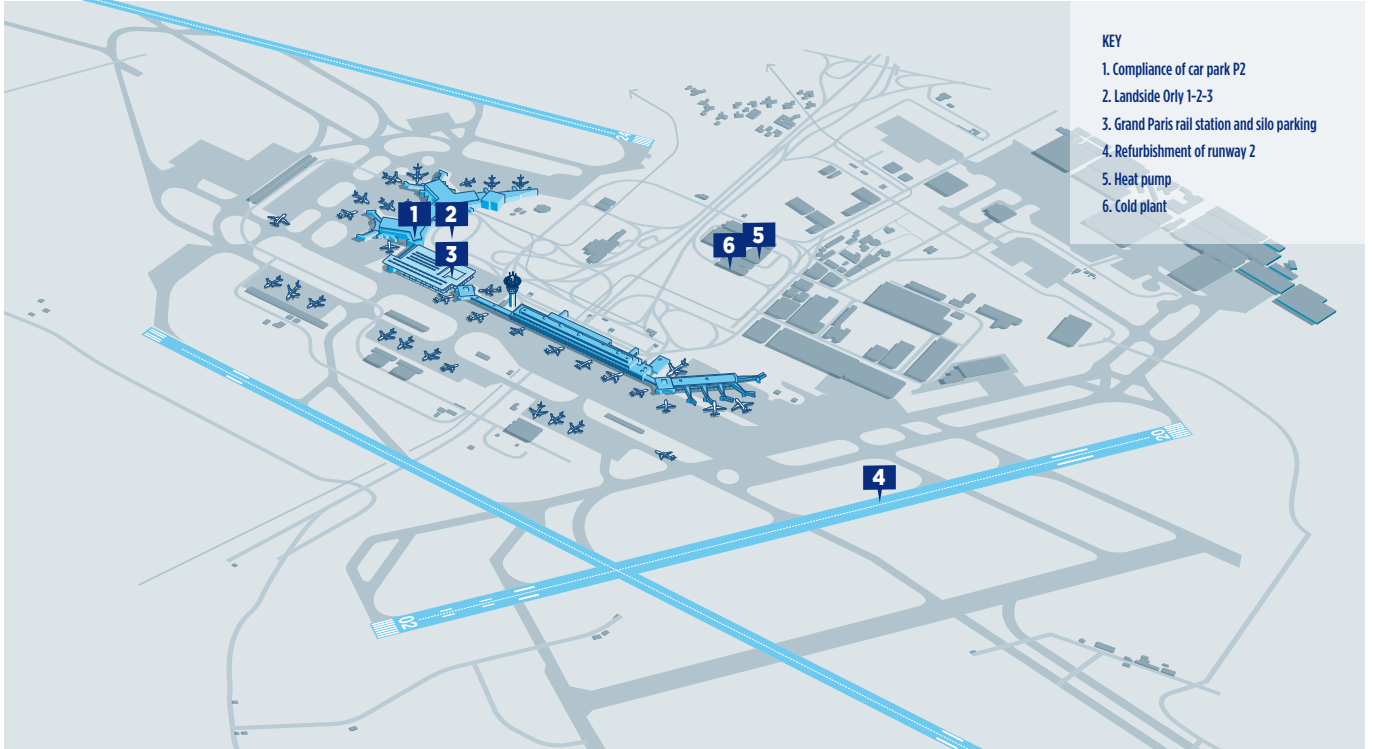 KEY
1. Compliance of car park P2
2. Landside Orly 1-2-3
3. Grand Paris rail station and silo parking
4. Refurbishment of runway 2
5. Heat pump
6. Cold plant
24
1
2
3
6
5
20
4
02